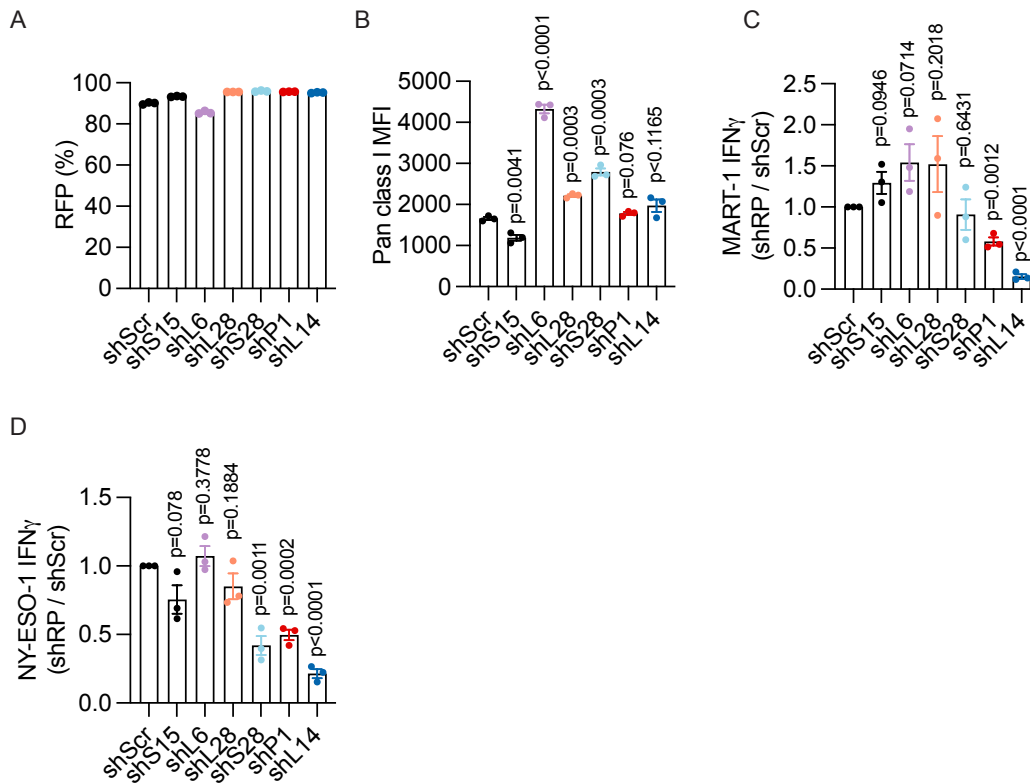 A
RFP (%)
100
80
60
40
20
0
shScr
shS15
shL6
shL28
shS28
shP1
shL14
B
Pan class I MFI
5000
4000
3000
2000
1000
0
p=0.0041
p<0.0001
p=0.0003
p=0.0003
p=0.076
p<0.1165
shScr
shS15
shL6
shL28
shS28
shP1
shL14
C
MART-1 IFNγ
(shRP / shScr)
2.5
2.0
1.5
1.0
0.5
0.0
p=0.0946
p=0.0714
p=0.2018
p=0.6431
p=0.0012
p<0.0001
shScr
shS15
shL6
shL28
shS28
shP1
shL14
D
NY-ESO-1 IFNγ
(shRP / shScr)
1.5
1.0
0.5
0.0
p=0.078
p=0.3778
p=0.1884
p=0.0011
p=0.0002
p<0.0001
shScr
shS15
shL6
shL28
shS28
shP1
shL14